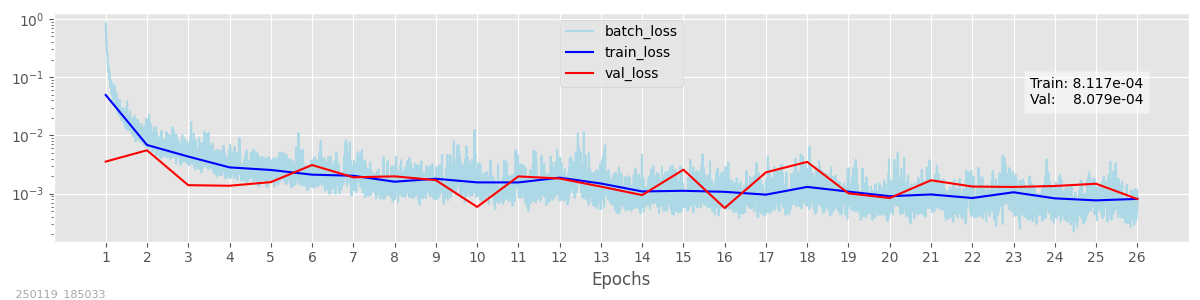 10⁰
10⁻¹
10⁻²
10⁻³
batch_loss
train_loss
val_loss
Train: 8.117e-04
Val: 8.079e-04
1 2 3 4 5 6 7 8 9 10 11 12 13 14 15 16 17 18 19 20 21 22 23 24 25 26
Epochs
250119_185033